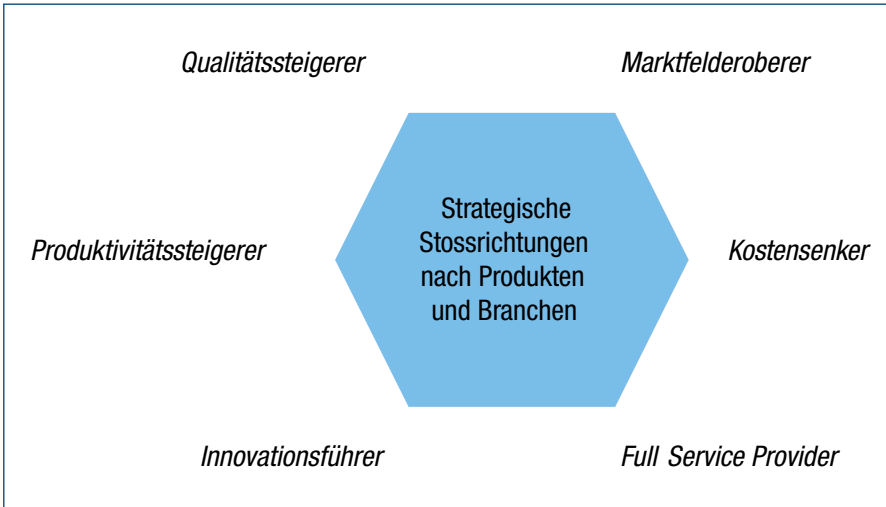 Qualitätssteigerer
Marktfelderoberer
Strategische
Stossrichtungen
nach Produkten
und Branchen
Produktivitätssteigerer
Kostensenker
Innovationsführer
Full Service Provider